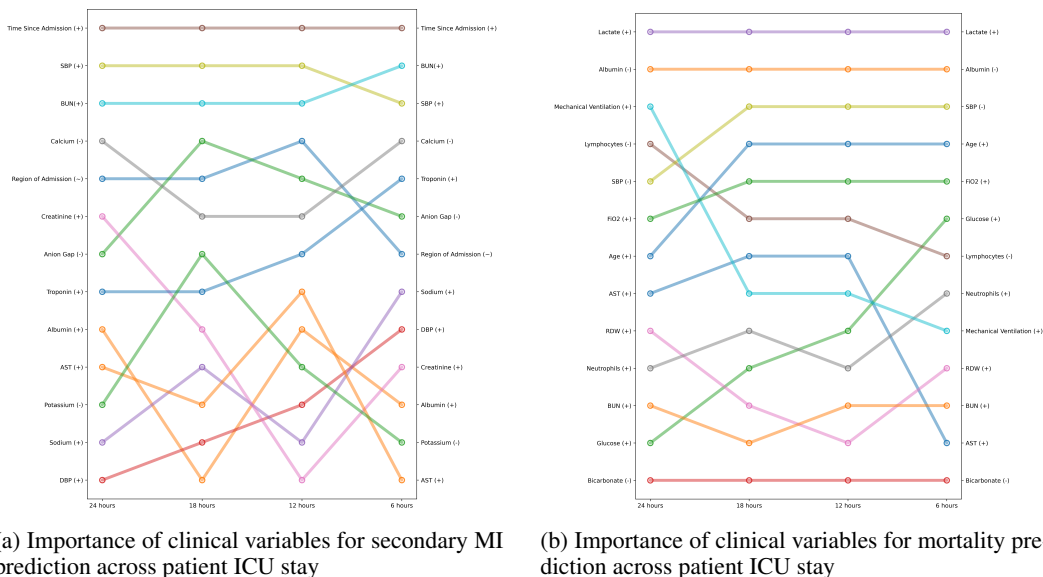 Time Since Admission (+)
SBP (+)
BUN(+)
Calcium (-)
Region of Admission (~)
Creatinine (+)
Anion Gap (-)
Troponin (+)
Albumin (+)
AST (+)
Potassium (-)
Sodium (+)
DBP (+)
Time Since Admission (+)
BUN(+)
SBP (+)
Calcium (-)
Troponin (+)
Anion Gap (-)
Region of Admission (~)
Sodium (+)
DBP (+)
Creatinine (+)
Albumin (+)
Potassium (-)
AST (+)
24 hours 18 hours 12 hours 6 hours
(a) Importance of clinical variables for secondary MI
prediction across patient ICU stay
Lactate (+)
Albumin (-)
Mechanical Ventilation (+)
Lymphocytes (-)
SBP (-)
FiO2 (+)
Age (+)
AST (+)
RDW (+)
Neutrophils (+)
BUN (+)
Glucose (+)
Bicarbonate (-)
Lactate (+)
Albumin (-)
SBP (-)
Age (+)
FiO2 (+)
Glucose (+)
Lymphocytes (-)
Neutrophils (+)
Mechanical Ventilation (+)
RDW (+)
BUN (+)
AST (+)
Bicarbonate (-)
24 hours 18 hours 12 hours 6 hours
(b) Importance of clinical variables for mortality pre
diction across patient ICU stay